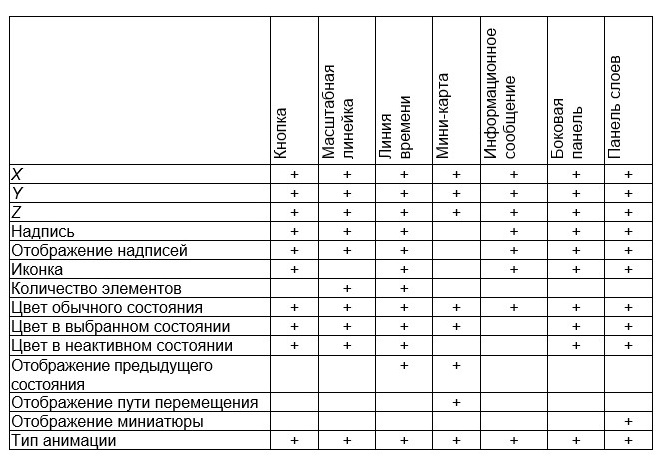 Кнопка
Масштабная
линейка
Линия
времени
Мини-карта
Информационное
сообщение
Боковая
панель
Панель слоев
X + + + + + + +
Y + + + + + + +
Z + + + + + + +
Надпись + + + + + +
Отображение надписей + + + + + +
Иконка + + + + +
Количество элементов + +
Цвет обычного состояния + + + + + + +
Цвет в выбранном состоянии + + + + + +
Цвет в неактивном состоянии + + + + +
Отображение предыдущего
состояния + +
Отображение пути перемещения +
Отображение миниатюры +
Тип анимации + + + + + + +